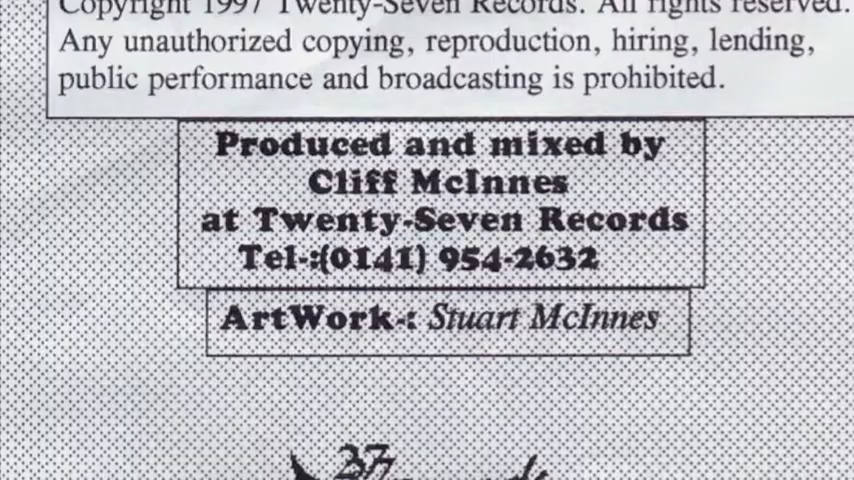 Copyright 1997 Twenty-Seven Records. All rights reserved.
Any unauthorized copying, reproduction, hiring, lending,
public performance and broadcasting is prohibited.
Produced and mixed by
Cliff McInnes
at Twenty-Seven Records
Tel-:(0141) 954-2632
ArtWork-: Stuart McInnes